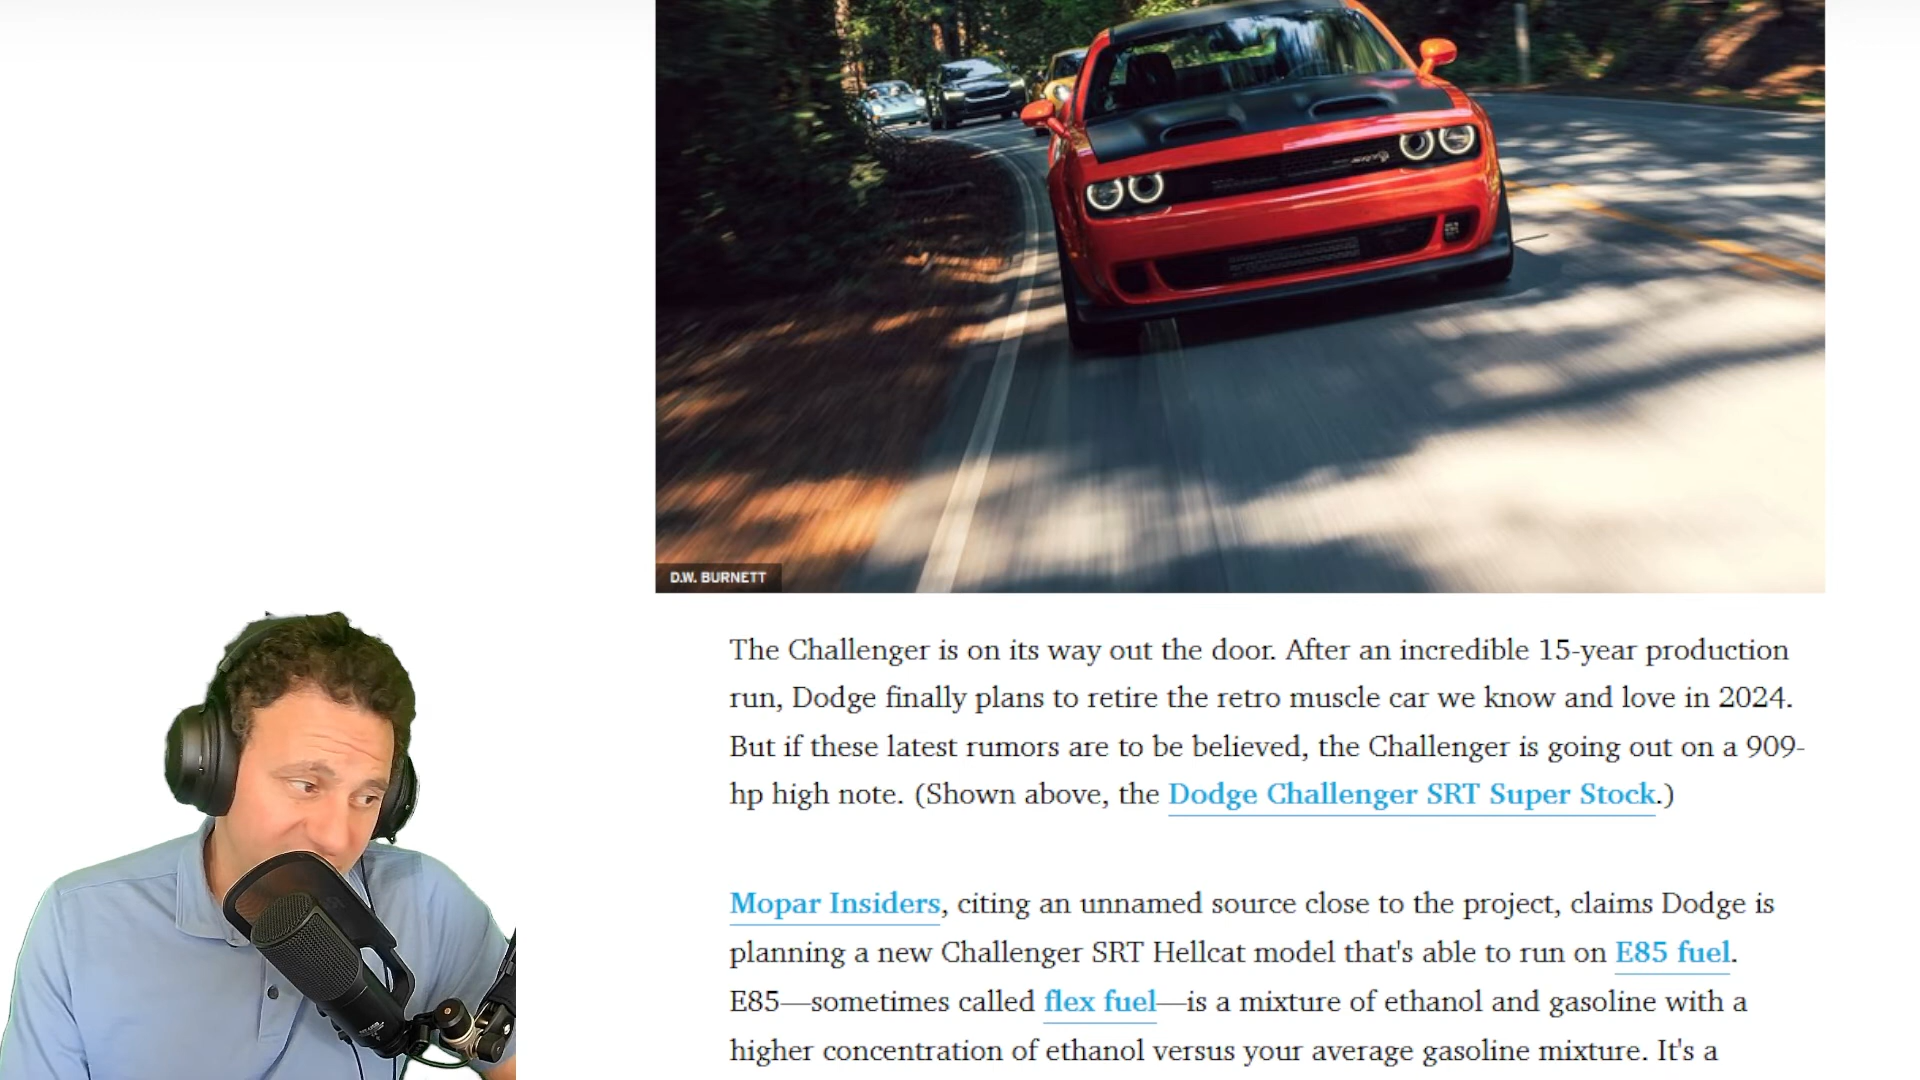 SRT
D.W. BURNETT
The Challenger is on its way out the door. After an incredible 15-year production
run, Dodge finally plans to retire the retro muscle car we know and love in 2024.
But if these latest rumors are to be believed, the Challenger is going out on a 909-
hp high note. (Shown above, the Dodge Challenger SRT Super Stock.)
Mopar Insiders, citing an unnamed source close to the project, claims Dodge is
planning a new Challenger SRT Hellcat model that's able to run on E85 fuel.
E85—sometimes called flex fuel—is a mixture of ethanol and gasoline with a
higher concentration of ethanol versus your average gasoline mixture. It's a